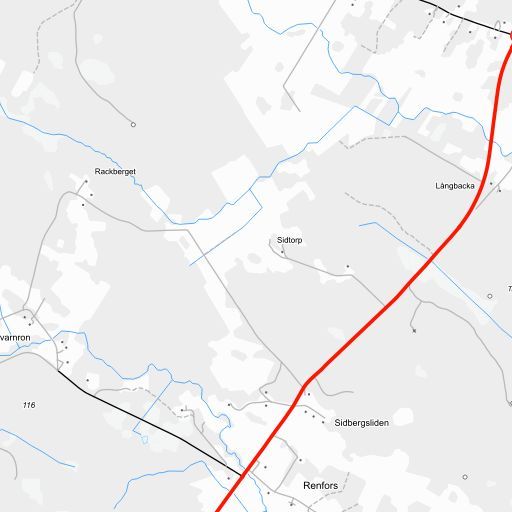 Rackberget
Långbacka
Sidtorp
varnron
116
Sidbergsliden
Renfors